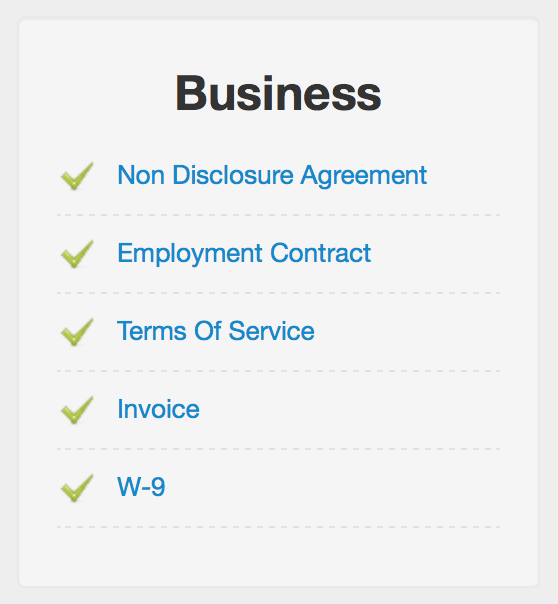 Business
Non Disclosure Agreement
Employment Contract
Terms Of Service
Invoice
W-9